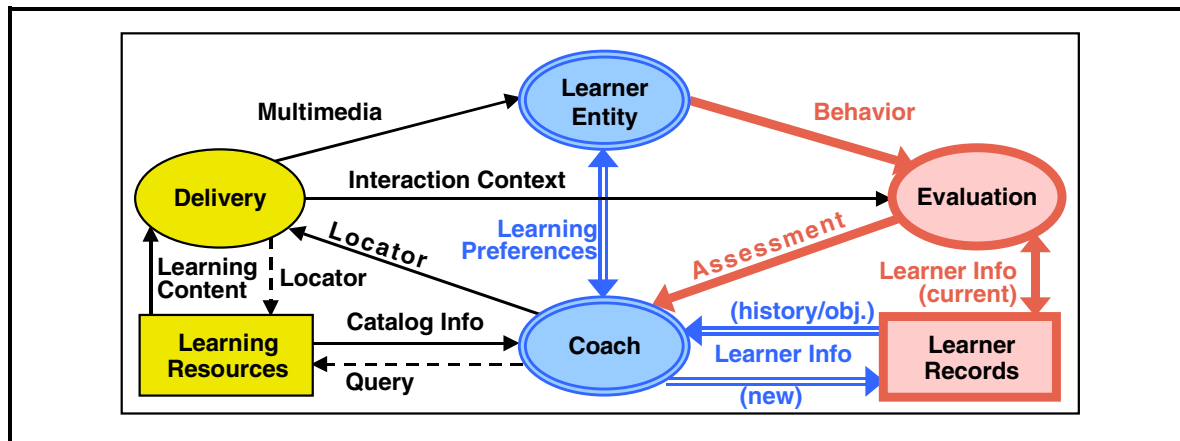 Learner
Entity
Multimedia
Behavior
Delivery
Interaction Context
Evaluation
Learning
Preferences
Locator
Assessment
Learning
Content
Locator
Learner Info
(current)
Learning
Resources
Catalog Info
Query
Coach
(history/obj.)
Learner Info
(new)
Learner
Records